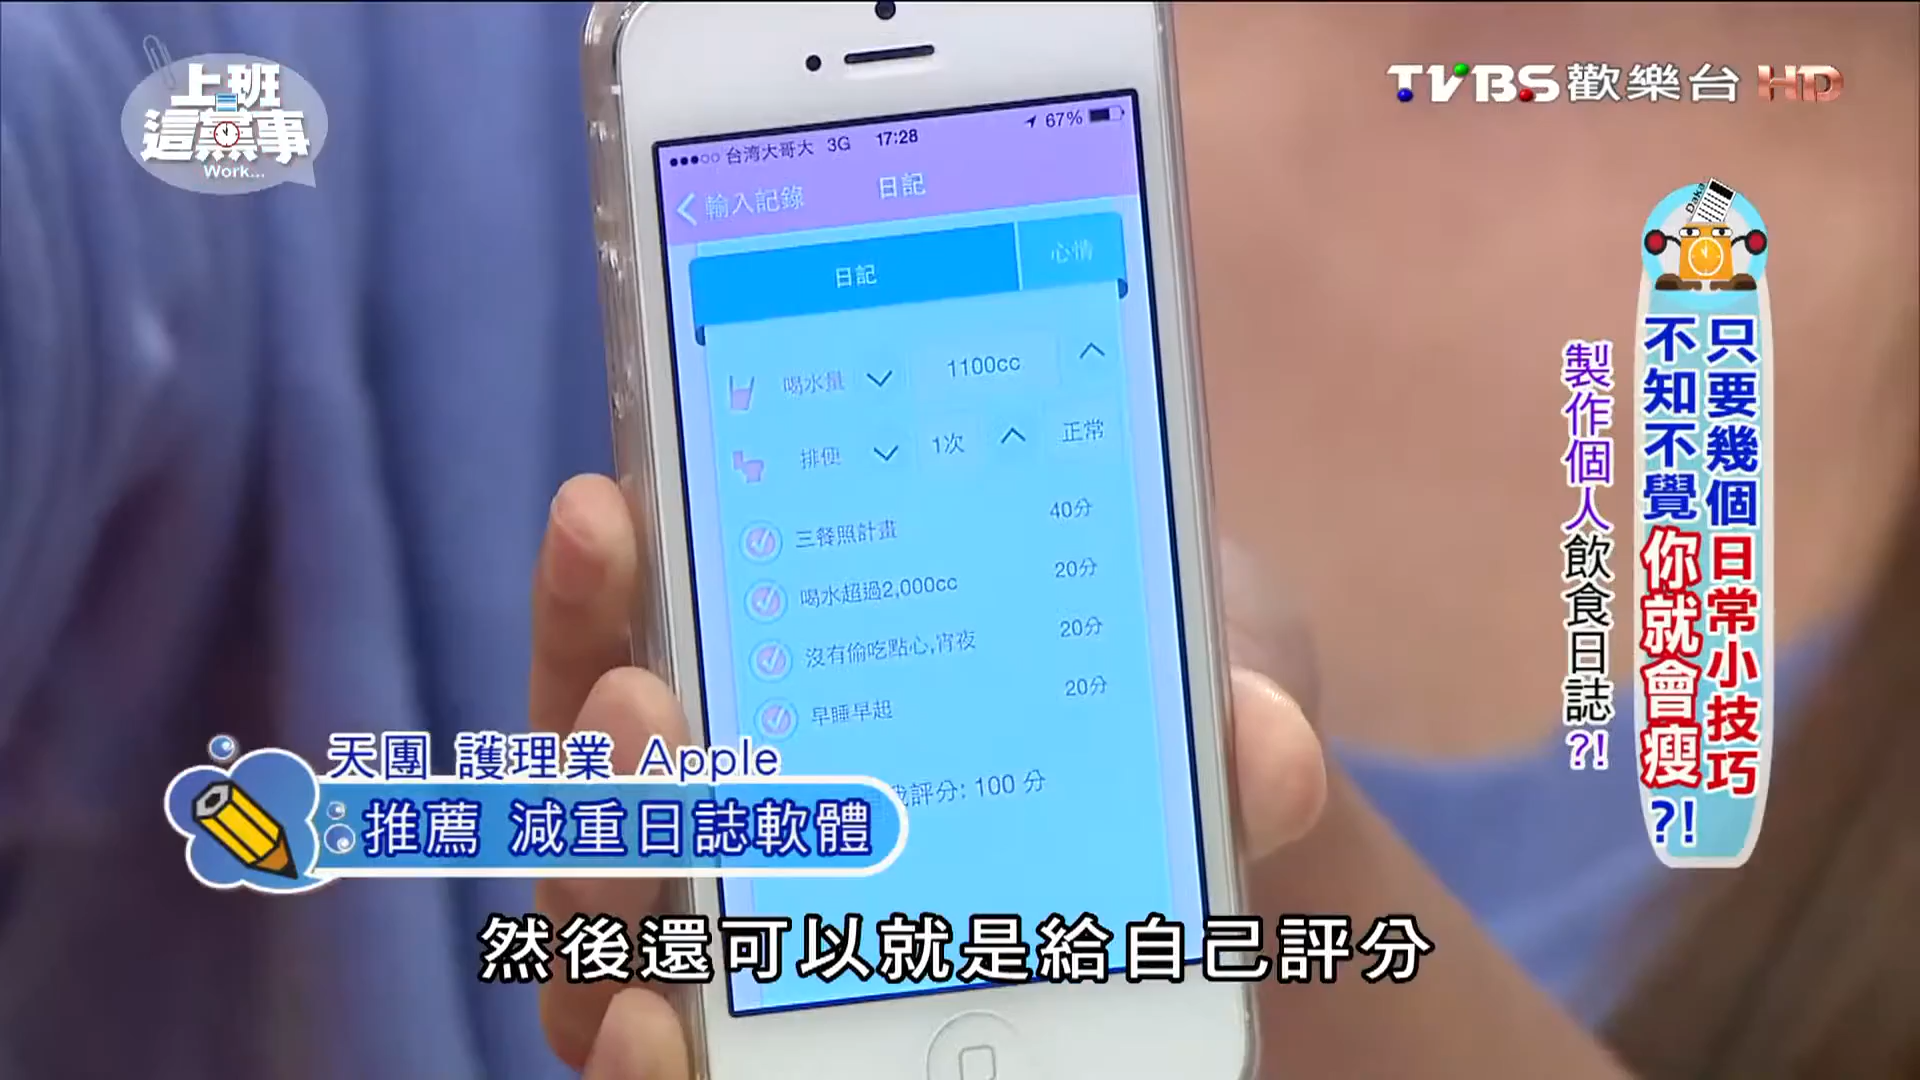 上班
這黨事
Work...
TVBS歡樂台 HD
Daka
只要幾個日常小技巧
不知不覺你就會瘦?!
製作個人飲食日誌?!
台湾大哥大 3G 17:28 67%
輸入記錄 日記
日記 心情
喝水量 1100cc
排便 1次 正常
三餐照計畫 40分
喝水超過2,000cc 20分
沒有偷吃點心,宵夜 20分
早睡早起 20分
我評分: 100 分
天團 護理業 Apple
推薦 減重日誌軟體
然後還可以就是給自己評分